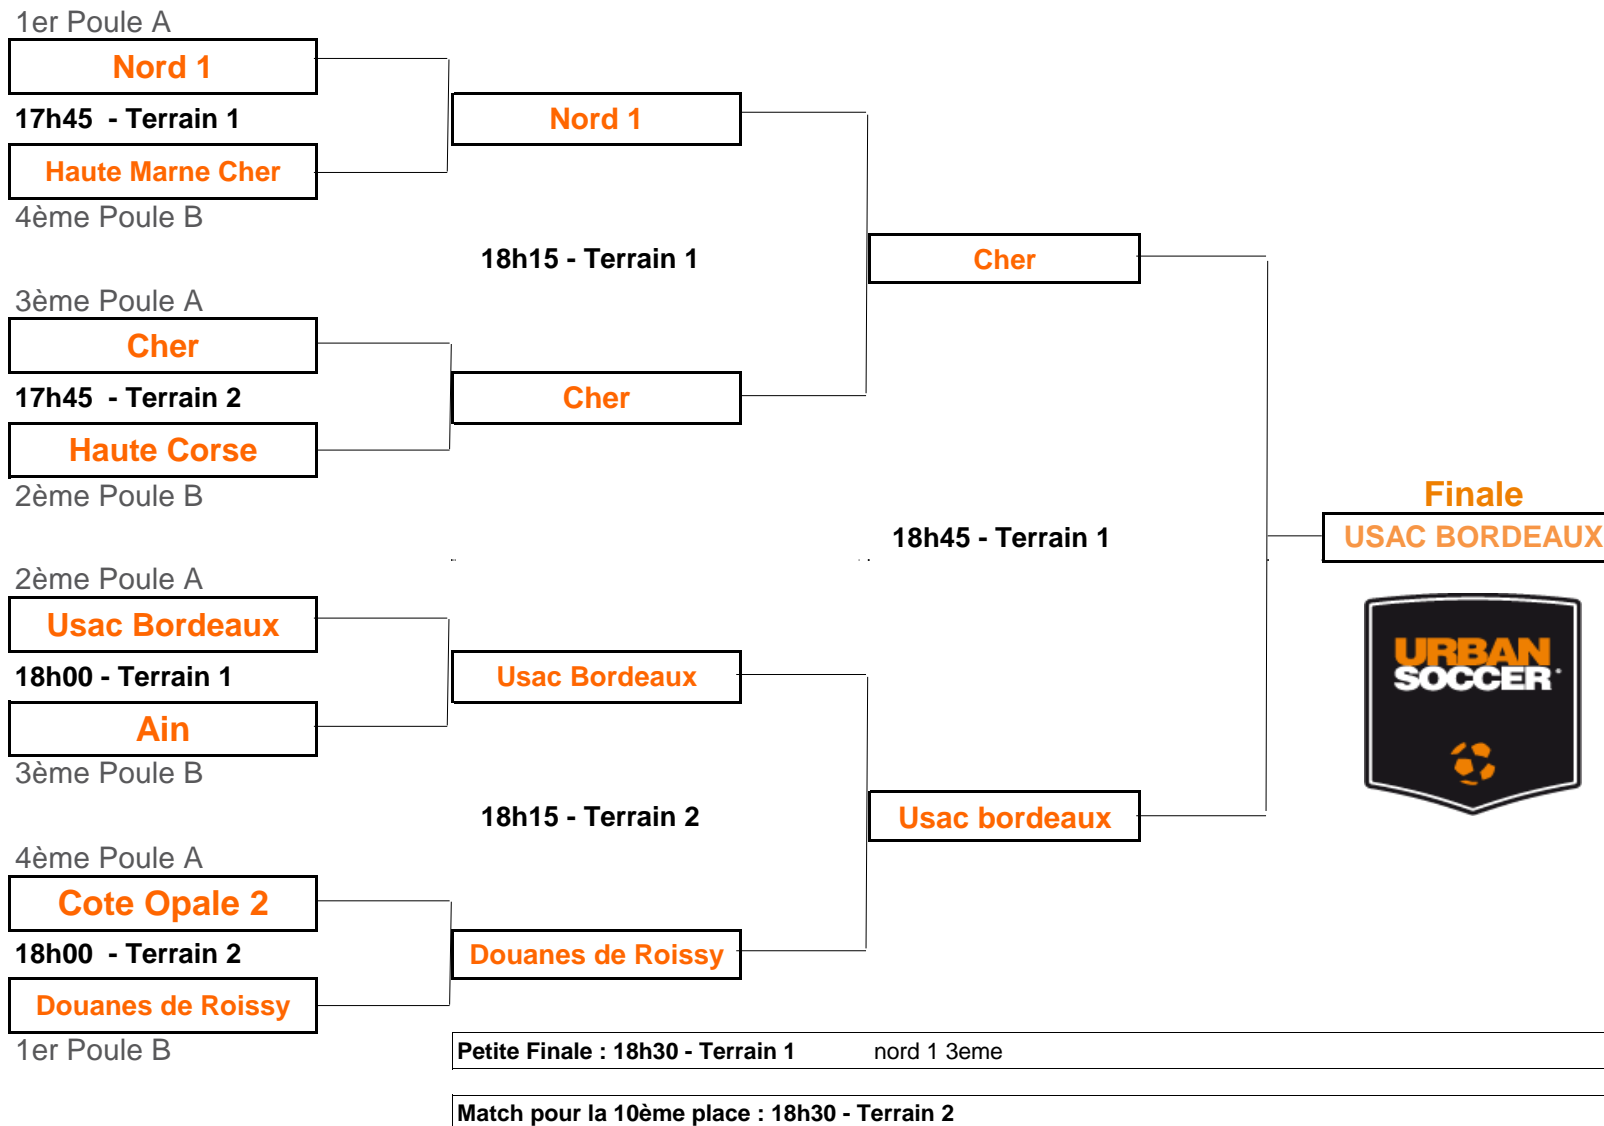 1er Poule A
Nord 1
17h45  - Terrain 1
Haute Marne Cher
4ème Poule B
Nord 1
18h15 - Terrain 1
Cher
3ème Poule A
Cher
17h45  - Terrain 2
Haute Corse
2ème Poule B
Cher
18h45 - Terrain 1
Finale
USAC BORDEAUX
URBAN
SOCCER
2ème Poule A
Usac Bordeaux
18h00 - Terrain 1
Ain
3ème Poule B
Usac Bordeaux
18h15 - Terrain 2
Usac bordeaux
4ème Poule A
Cote Opale 2
18h00  - Terrain 2
Douanes de Roissy
1er Poule B
Douanes de Roissy
Petite Finale : 18h30 - Terrain 1 nord 1 3eme
Match pour la 10ème place : 18h30 - Terrain 2